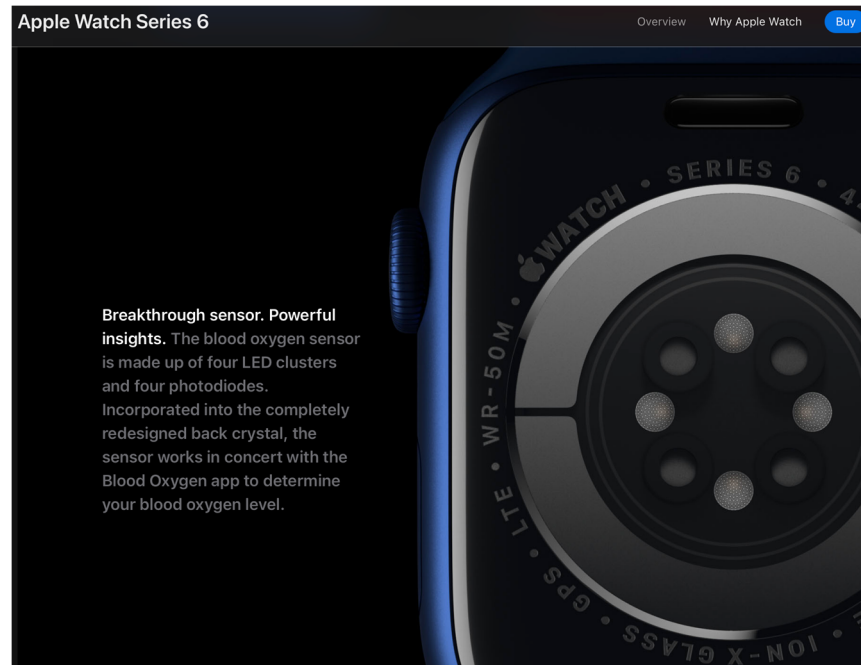 Apple Watch Series 6
Overview Why Apple Watch Buy
Breakthrough sensor. Powerful
insights. The blood oxygen sensor
is made up of four LED clusters
and four photodiodes.
Incorporated into the completely
redesigned back crystal, the
sensor works in concert with the
Blood Oxygen app to determine
your blood oxygen level.
WATCH • SERIES 6 • 4
ION-X GLASS • GPS • LTE • WR-50M •